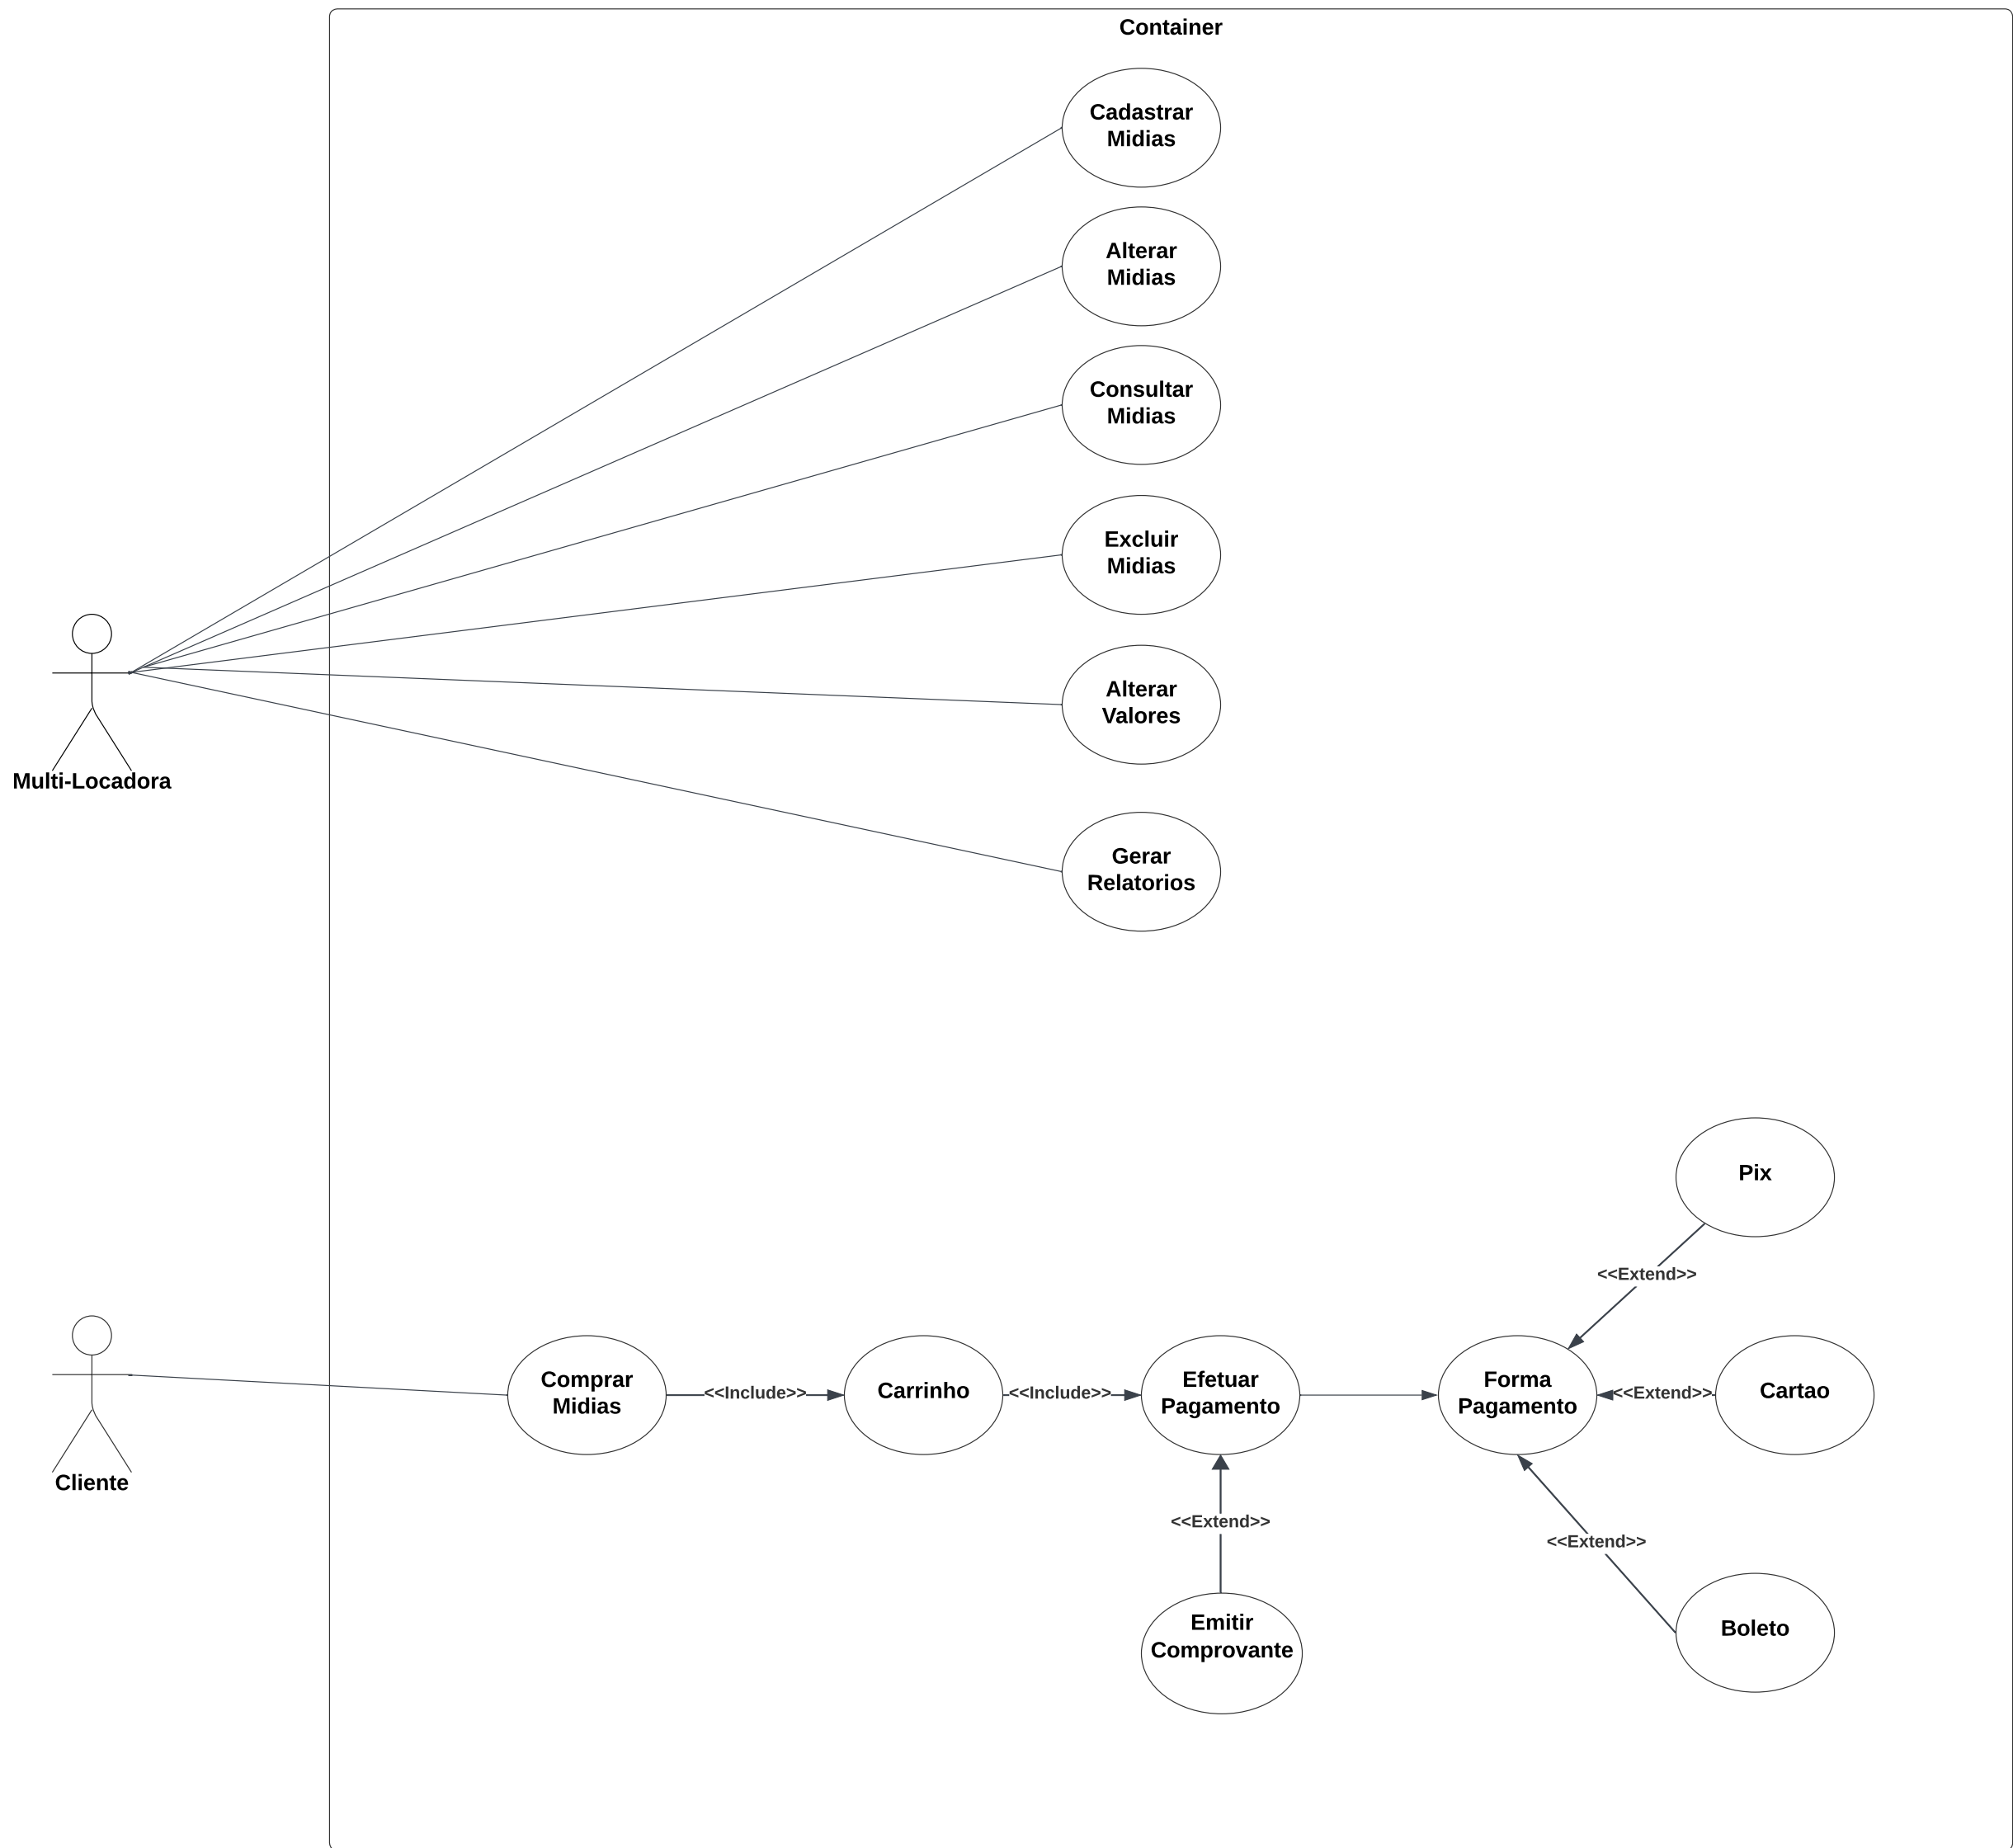 Container
Cadastrar
Midias
Alterar
Midias
Consultar
Midias
Excluir
Midias
Alterar
Valores
Multi-Locadora
Gerar
Relatorios
Pix
<<Extend>>
Comprar
Midias
<<Include>>
Carrinho
<<Include>>
Efetuar
Pagamento
Forma
Pagamento
<<Extend>>
Cartao
Cliente
<<Extend>>
<<Extend>>
Emitir
Comprovante
Boleto